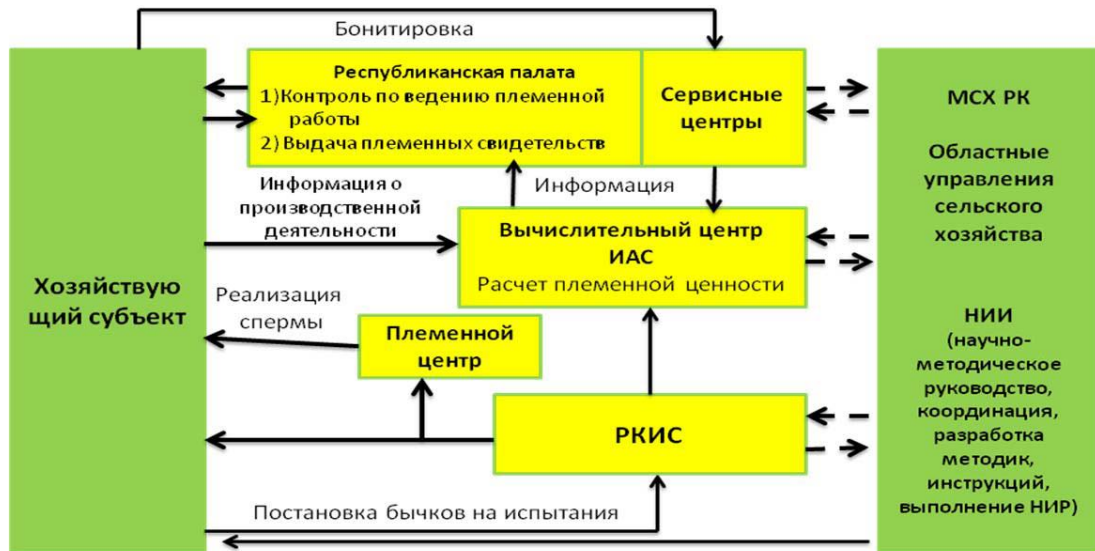 Бонитировка
Республиканская палата
1)Контроль по ведению племенной
работы
2) Выдача племенных свидетельств
Сервисные
центры
МСХ РК
Областные
управления
сельского
хозяйства
НИИ
(научно-
методическое
руководство,
координация,
разработка
методик,
инструкций,
выполнение НИР)
Информация о
производственной
деятельности
Информация
Вычислительный центр
ИАС
Расчет племенной ценности
Хозяйствую
щий субъект
Реализация
спермы
Племенной
центр
РКИС
Постановка бычков на испытания